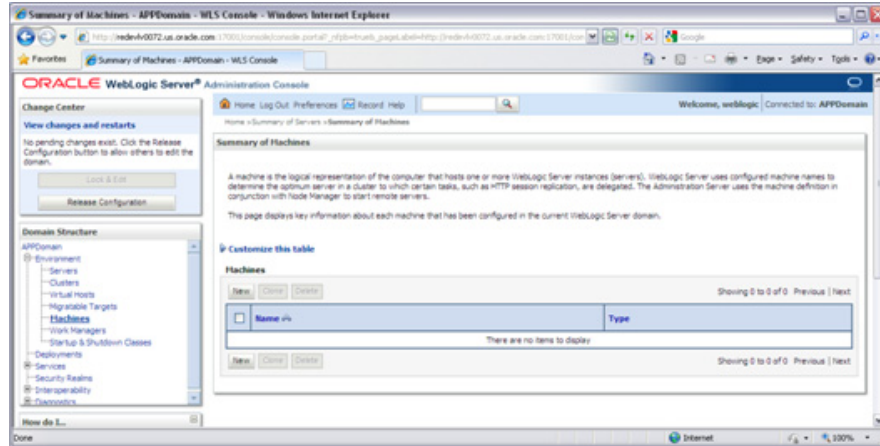 Summary of Machines - APPDomain - WLS Console - Windows Internet Explorer
Favorites
Summary of Machines - APPDomain - WLS Console
Page
Safety
Tools
ORACLE WebLogic Server® Administration Console
Change Center
View changes and restarts
No pending changes exist. Click the Release
Configuration button to allow others to edit the
domain.
Lock & Edit
Release Configuration
Domain Structure
APPDomain
Environment
Servers
Clusters
Virtual Hosts
Migratable Targets
Machines
Work Managers
Startup & Shutdown Classes
Deployments
Services
Security Realms
Interoperability
Diagnostics
How do I...
Home Log Out Preferences Record Help
Welcome, weblogic Connected to: APPDomain
Home >Summary of Servers >Summary of Machines
Summary of Machines
A machine is the logical representation of the computer that hosts one or more WebLogic Server instances (servers). WebLogic Server uses configured machine names to
determine the optimum server in a cluster to which certain tasks, such as HTTP session replication, are delegated. The Administration Server uses the machine definition in
conjunction with Node Manager to start remote servers.
This page displays key information about each machine that has been configured in the current WebLogic Server domain.
Customize this table
Machines
New Clone Delete
Showing 0 to 0 of 0 Previous | Next
Name
Type
There are no items to display
New Clone Delete
Showing 0 to 0 of 0 Previous | Next
Done
Internet
100%